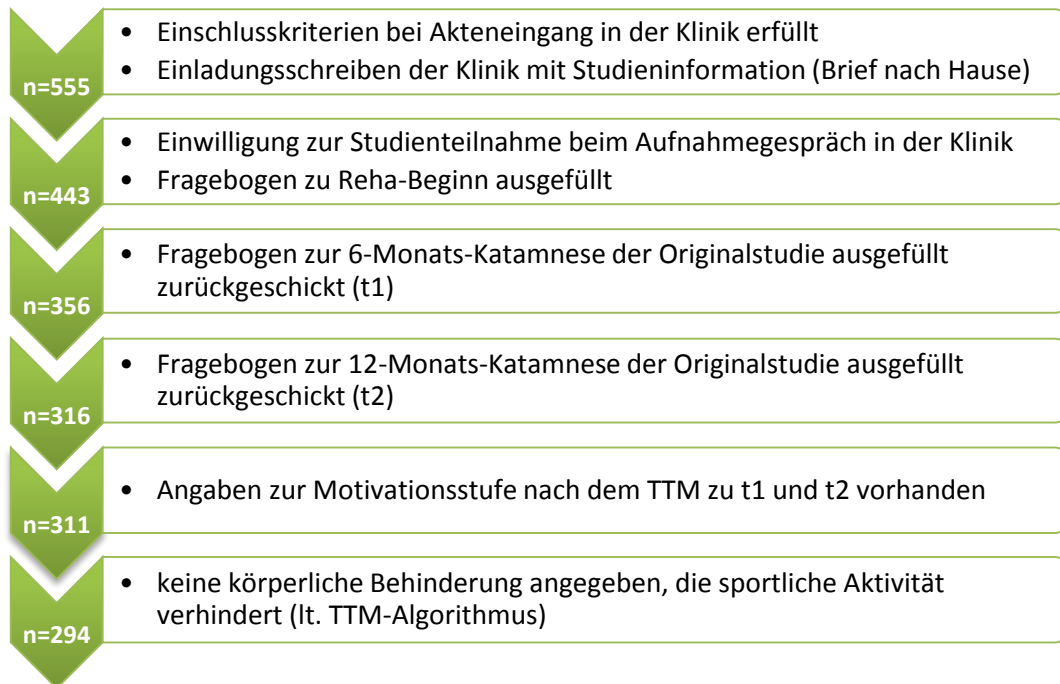 • Einschlusskriterien bei Akteneingang in der Klinik erfüllt
• Einladungsschreiben der Klinik mit Studieninformation (Brief nach Hause)
n=555
• Einwilligung zur Studienteilnahme beim Aufnahmegespräch in der Klinik
• Fragebogen zu Reha-Beginn ausgefüllt
n=443
• Fragebogen zur 6-Monats-Katamnese der Originalstudie ausgefüllt
zurückgeschickt (t1)
n=356
• Fragebogen zur 12-Monats-Katamnese der Originalstudie ausgefüllt
zurückgeschickt (t2)
n=316
• Angaben zur Motivationsstufe nach dem TTM zu t1 und t2 vorhanden
n=311
• keine körperliche Behinderung angegeben, die sportliche Aktivität
verhindert (lt. TTM-Algorithmus)
n=294